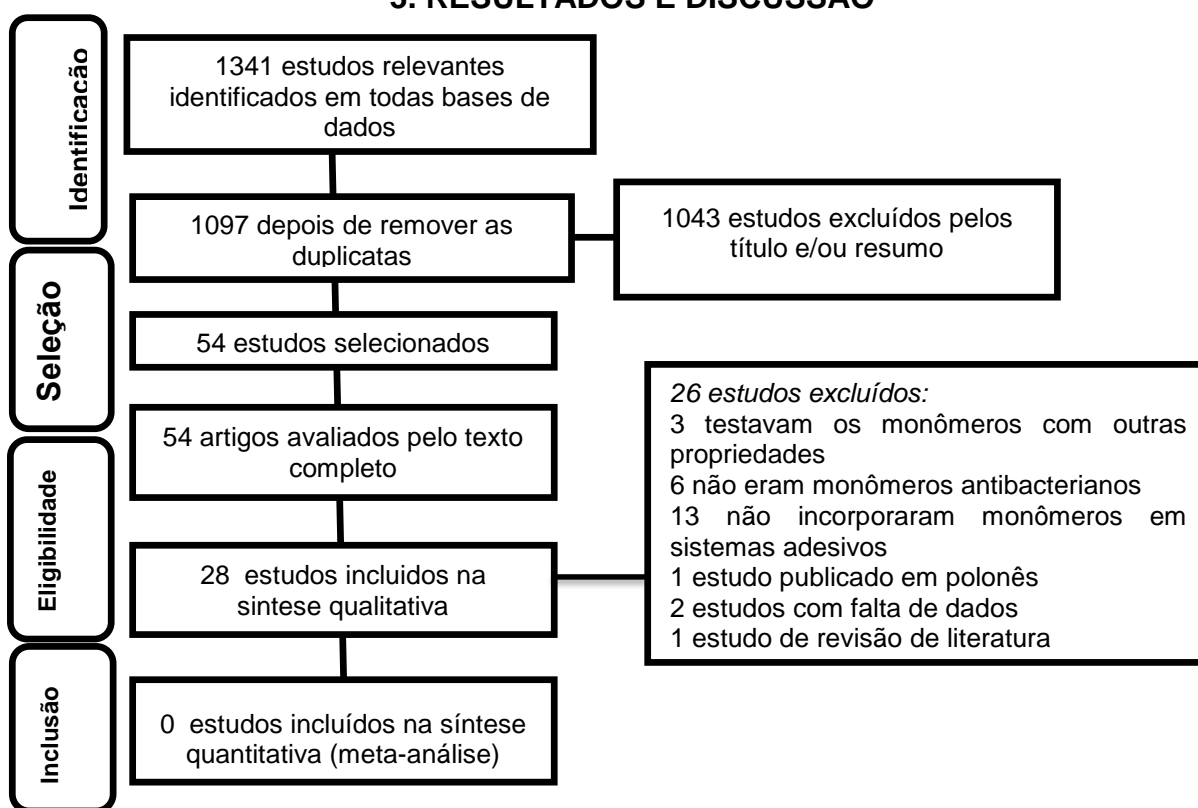 3. RESULTADOS E DISCUSSÃO
Identificação
1341 estudos relevantes
identificados em todas bases de
dados
1097 depois de remover as
duplicatas
1043 estudos excluídos pelos
título e/ou resumo
Seleção
54 estudos selecionados
54 artigos avaliados pelo texto
completo
26 estudos excluídos:
3 testavam os monômeros com outras
propriedades
6 não eram monômeros antibacterianos
13 não incorporaram monômeros em
sistemas adesivos
1 estudo publicado em polonês
2 estudos com falta de dados
1 estudo de revisão de literatura
Eligibilidade
28 estudos incluidos na
sintese qualitativa
Inclusão
0 estudos incluídos na síntese
quantitativa (meta-análise)